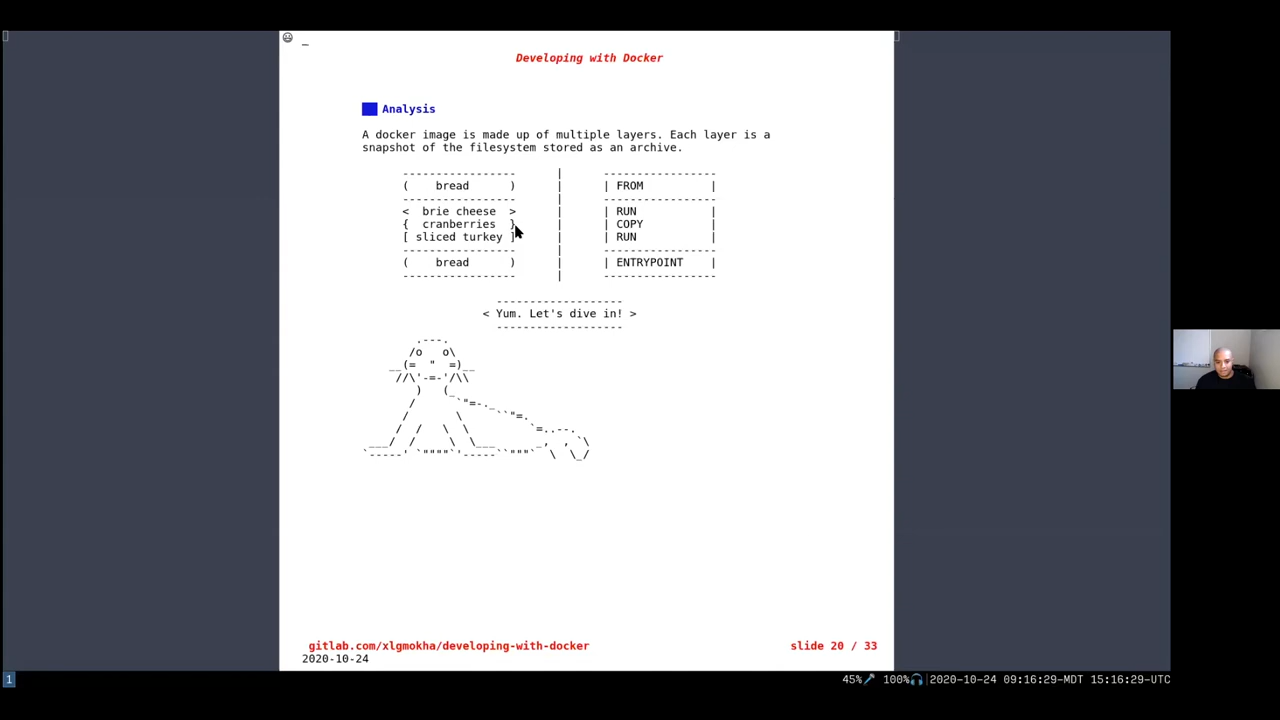 Developing with Docker
Analysis
A docker image is made up of multiple layers. Each layer is a
snapshot of the filesystem stored as an archive.
----------------   |   -----------------
(    bread      )   |   | FROM          |
----------------   |   -----------------
<  brie cheese  >   |   | RUN           |
{  cranberries  }   |   | COPY          |
[ sliced turkey ]   |   | RUN           |
----------------   |   -----------------
(    bread      )   |   | ENTRYPOINT    |
----------------   |   -----------------
-------------------
< Yum. Let's dive in! >
-------------------
gitlab.com/xlgmokha/developing-with-docker
slide 20 / 33
2020-10-24
1
45% 100% |2020-10-24 09:16:29-MDT 15:16:29-UTC